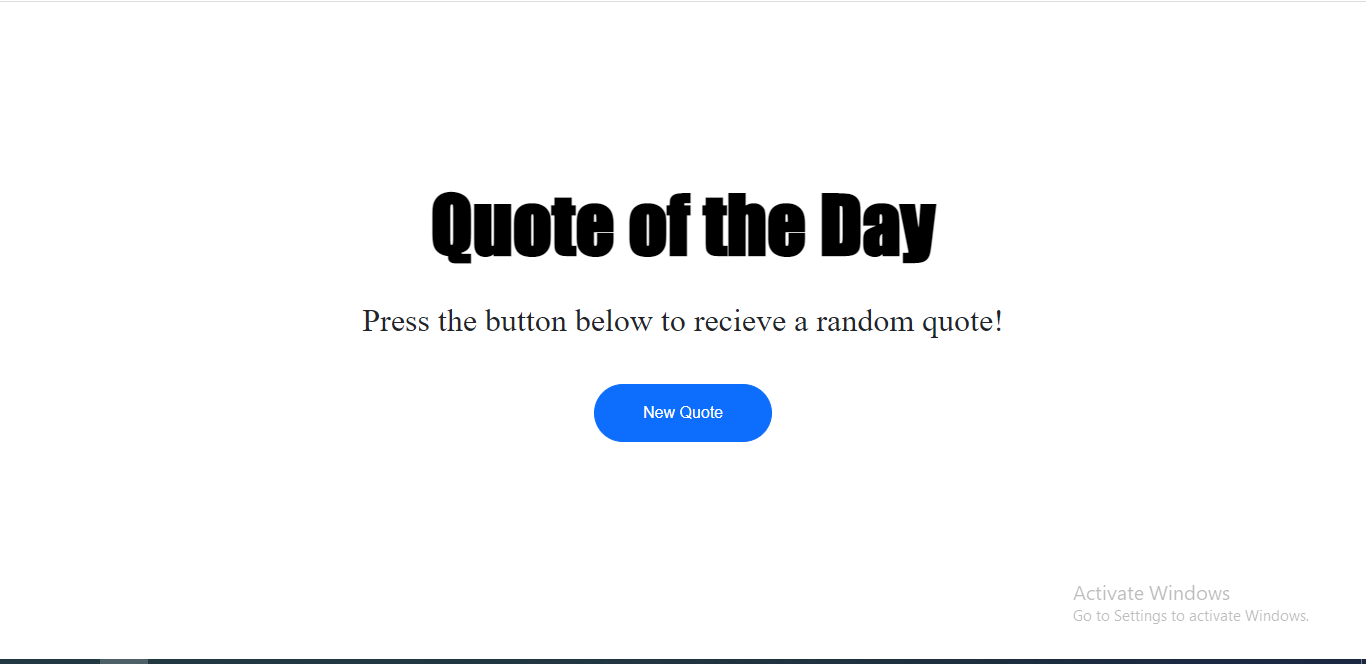 Quote of the Day
Press the button below to recieve a random quote!
New Quote
Activate Windows
Go to Settings to activate Windows.